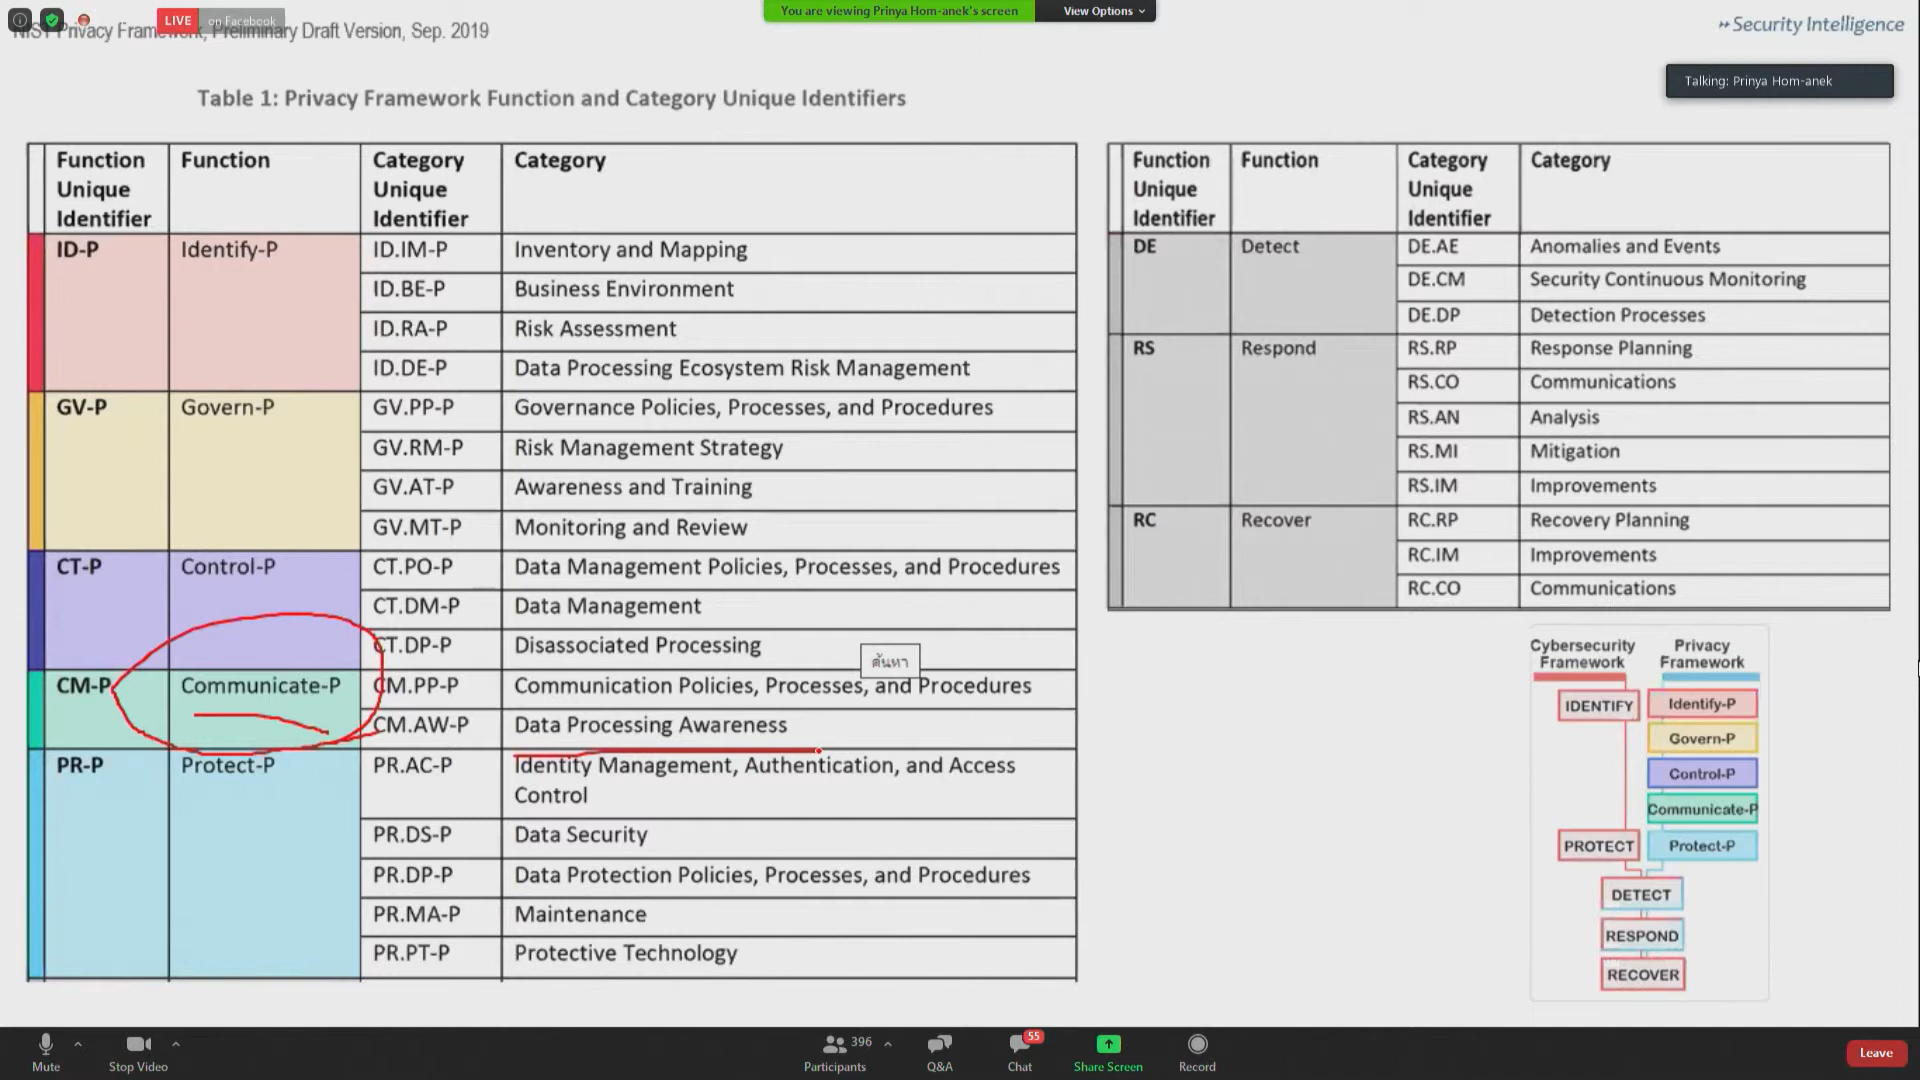 LIVE on Facebook
You are viewing Prinya Hom-anek's screen View Options
NIST Privacy Framework, Preliminary Draft Version, Sep. 2019
Security Intelligence
Talking: Prinya Hom-anek
Table 1: Privacy Framework Function and Category Unique Identifiers
Function Unique Identifier Function Category Unique Identifier Category
ID-P Identify-P ID.IM-P Inventory and Mapping
ID.BE-P Business Environment
ID.RA-P Risk Assessment
ID.DE-P Data Processing Ecosystem Risk Management
GV-P Govern-P GV.PP-P Governance Policies, Processes, and Procedures
GV.RM-P Risk Management Strategy
GV.AT-P Awareness and Training
GV.MT-P Monitoring and Review
CT-P Control-P CT.PO-P Data Management Policies, Processes, and Procedures
CT.DM-P Data Management
CT.DP-P Disassociated Processing
ค้นหา
CM-P Communicate-P CM.PP-P Communication Policies, Processes, and Procedures
CM.AW-P Data Processing Awareness
PR-P Protect-P PR.AC-P Identity Management, Authentication, and Access
Control
PR.DS-P Data Security
PR.DP-P Data Protection Policies, Processes, and Procedures
PR.MA-P Maintenance
PR.PT-P Protective Technology
Function Unique Identifier Function Category Unique Identifier Category
DE Detect DE.AE Anomalies and Events
DE.CM Security Continuous Monitoring
DE.DP Detection Processes
RS Respond RS.RP Response Planning
RS.CO Communications
RS.AN Analysis
RS.MI Mitigation
RS.IM Improvements
RC Recover RC.RP Recovery Planning
RC.IM Improvements
RC.CO Communications
Cybersecurity Privacy
Framework Framework
IDENTIFY Identify-P
Govern-P
Control-P
Communicate-P
PROTECT Protect-P
DETECT
RESPOND
RECOVER
Mute Stop Video Participants 396 Q&A Chat 55 Share Screen Record Leave